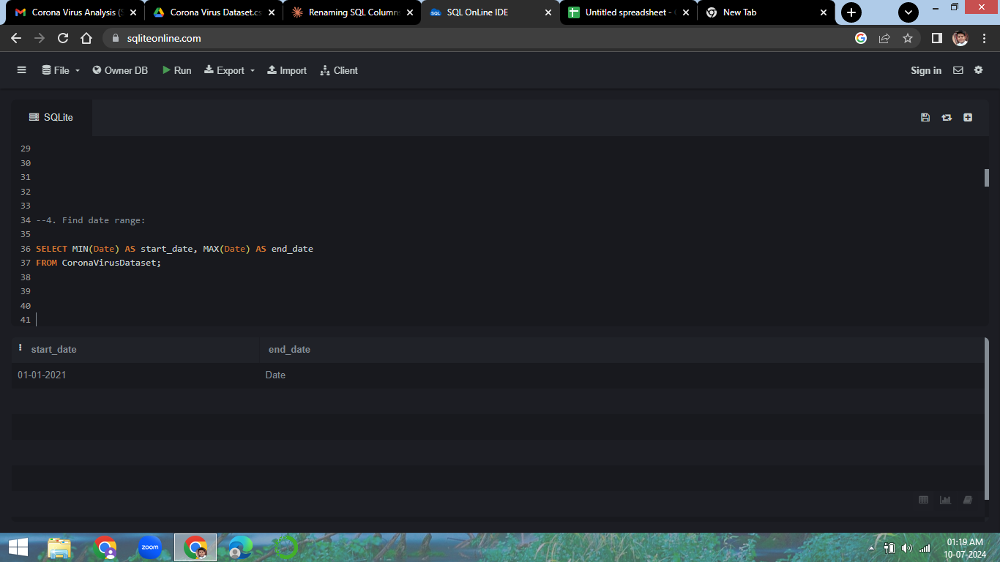 Corona Virus Analysis (S
Corona Virus Dataset.cs
Renaming SQL Columns
SQL OnLine IDE
Untitled spreadsheet -
New Tab
sqliteonline.com
File
Owner DB
Run
Export
Import
Client
Sign in
SQLite
29
30
31
32
33
34 --4. Find date range:
35
36 SELECT MIN(Date) AS start_date, MAX(Date) AS end_date
37 FROM CoronaVirusDataset;
38
39
40
41
start_date end_date
01-01-2021 Date
zoom
01:19 AM
10-07-2024